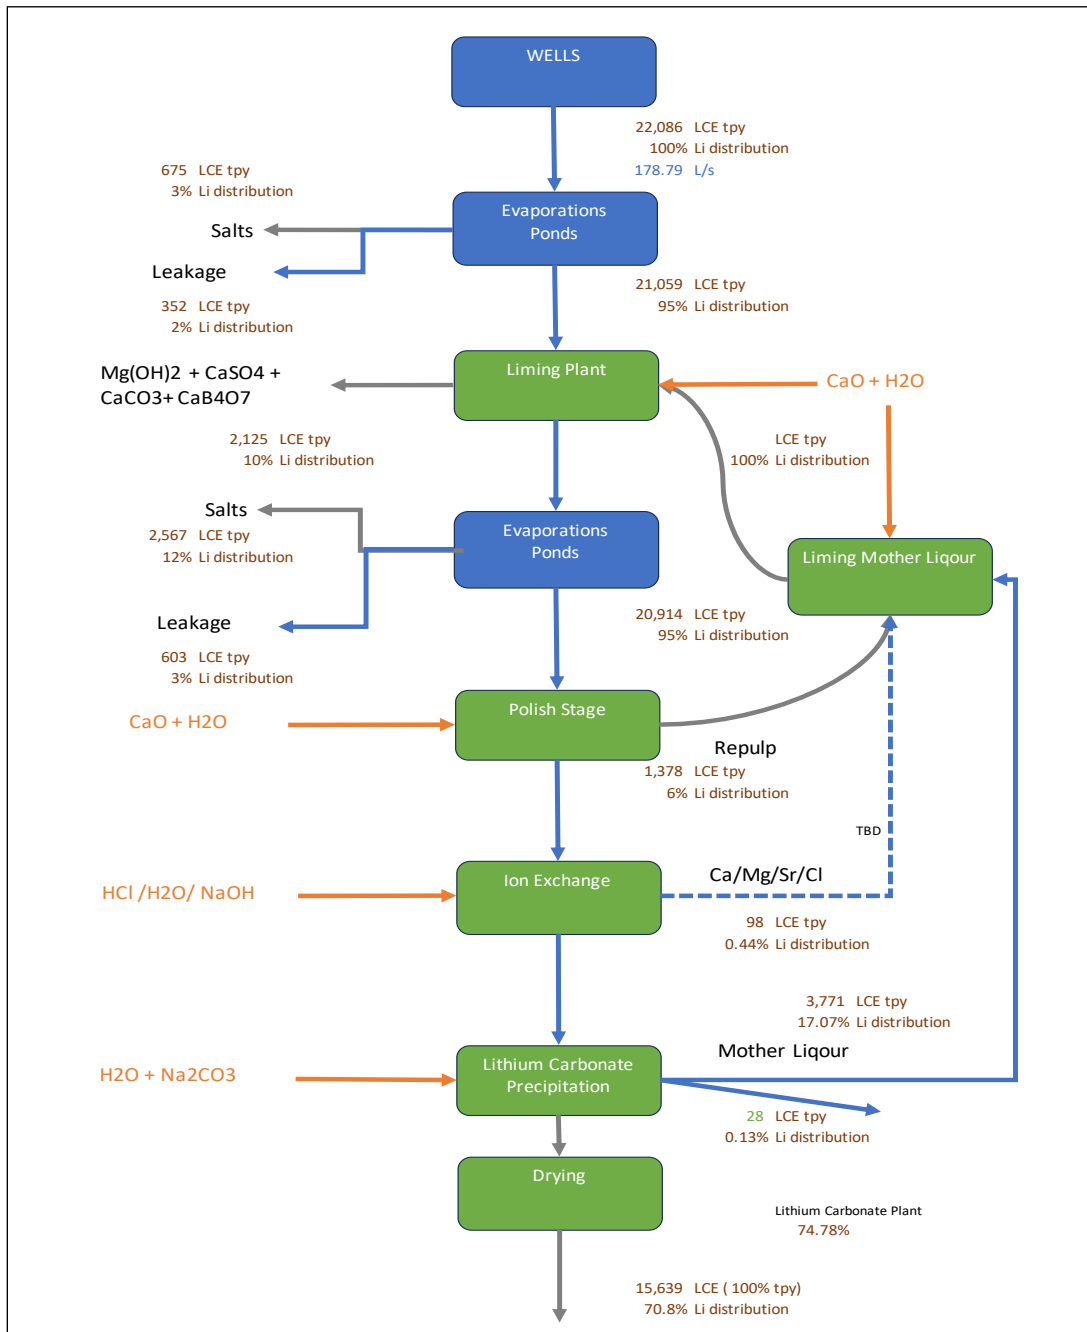 WELLS
22,086 LCE tpy
100% Li distribution
178.79 L/s
675 LCE tpy
3% Li distribution
Evaporations
Ponds
Salts
Leakage
352 LCE tpy
2% Li distribution
21,059 LCE tpy
95% Li distribution
Mg(OH)2 + CaSO4 +
CaCO3+ CaB4O7
Liming Plant
CaO + H2O
2,125 LCE tpy
10% Li distribution
LCE tpy
100% Li distribution
Salts
2,567 LCE tpy
12% Li distribution
Evaporations
Ponds
Liming Mother Liqour
Leakage
603 LCE tpy
3% Li distribution
20,914 LCE tpy
95% Li distribution
CaO + H2O
Polish Stage
Repulp
1,378 LCE tpy
6% Li distribution
TBD
HCl /H2O/ NaOH
Ion Exchange
Ca/Mg/Sr/Cl
98 LCE tpy
0.44% Li distribution
3,771 LCE tpy
17.07% Li distribution
Mother Liqour
H2O + Na2CO3
Lithium Carbonate
Precipitation
28 LCE tpy
0.13% Li distribution
Drying
Lithium Carbonate Plant
74.78%
15,639 LCE ( 100% tpy)
70.8% Li distribution